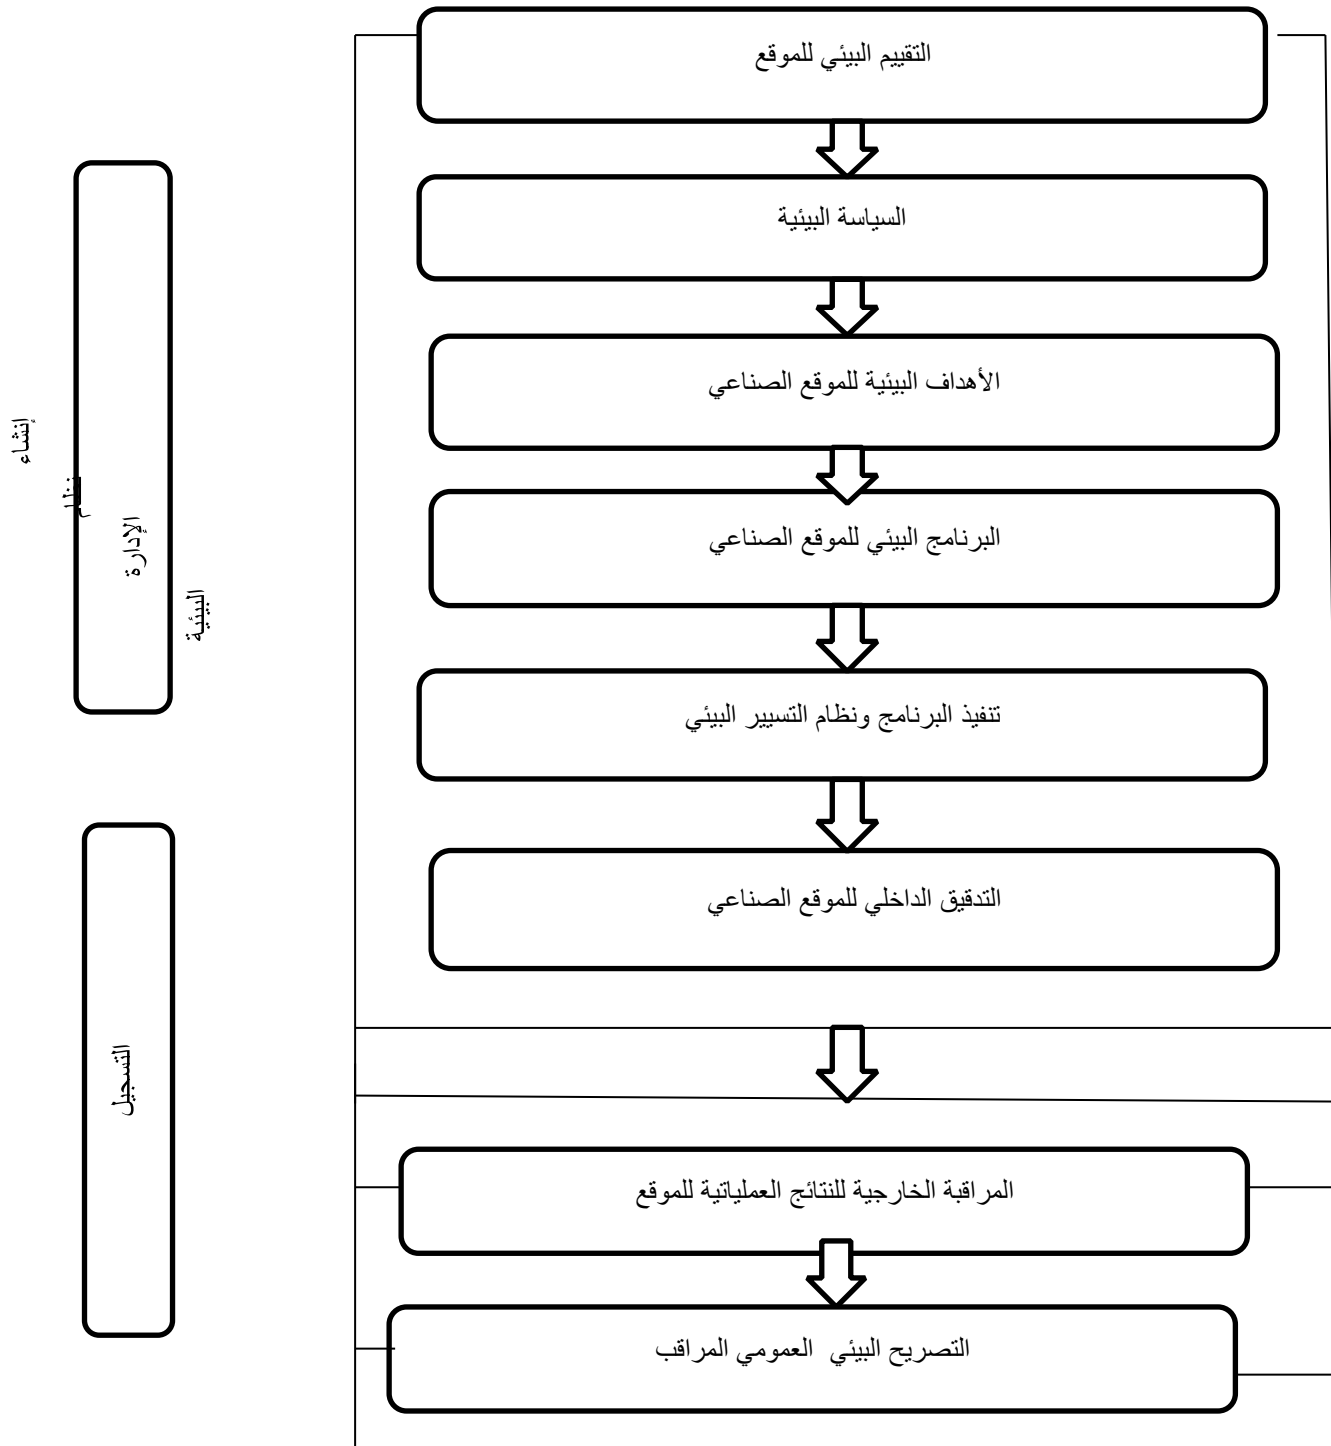 التقييم البيئي للموقع
السياسة البيئية
الأهداف البيئية للموقع الصناعي
البرنامج البيئي للموقع الصناعي
تنفيذ البرنامج ونظام التسيير البيئي
التدقيق الداخلي للموقع الصناعي
المراقبة الخارجية للنتائج العملياتية للموقع
التصريح البيئي العمومي المراقب
إنشاء
نظام
الإدارة
البيئية
التسجيل